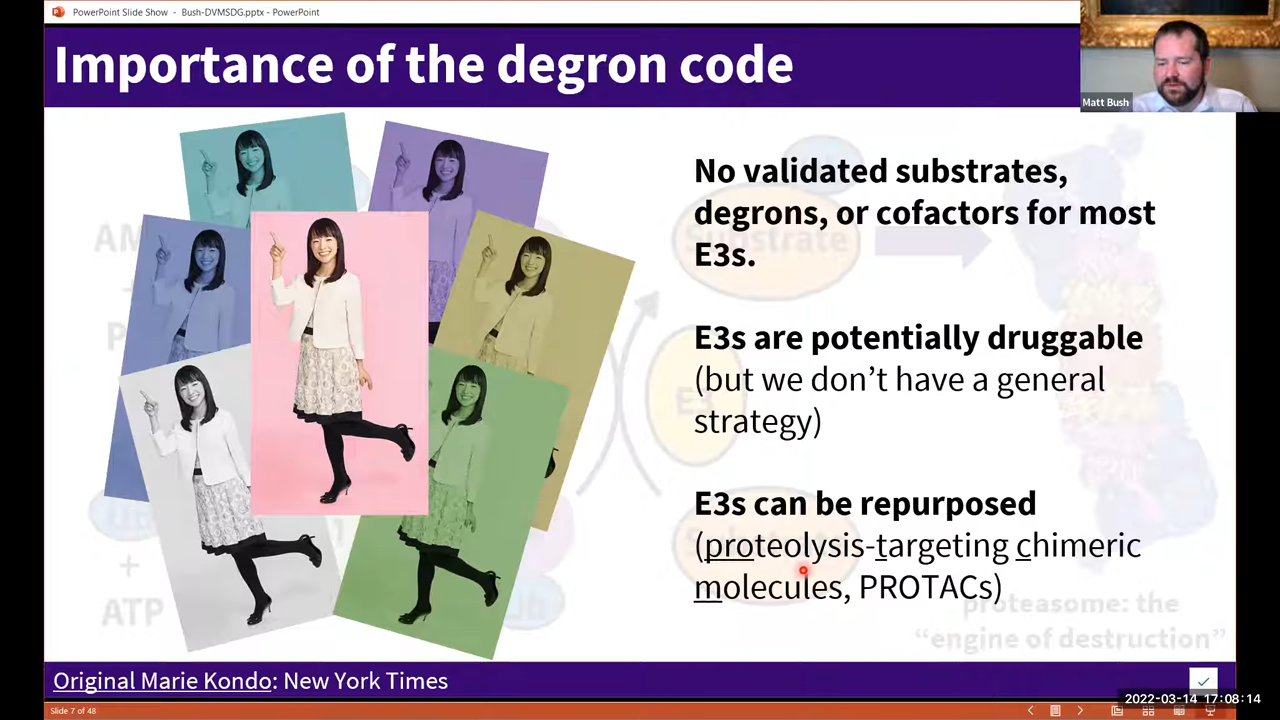 PowerPoint Slide Show - Bush-DVMSDG.pptx - PowerPoint
Importance of the degron code
Matt Bush
No validated substrates,
degrons, or cofactors for most
E3s.
E3s are potentially druggable
(but we don’t have a general
strategy)
E3s can be repurposed
(proteolysis-targeting chimeric
molecules, PROTACs)
Substrate
+
ATP
proteasome: the
“engine of destruction”
Original Marie Kondo: New York Times
2022-03-14 17:08:14
Slide 7 of 48